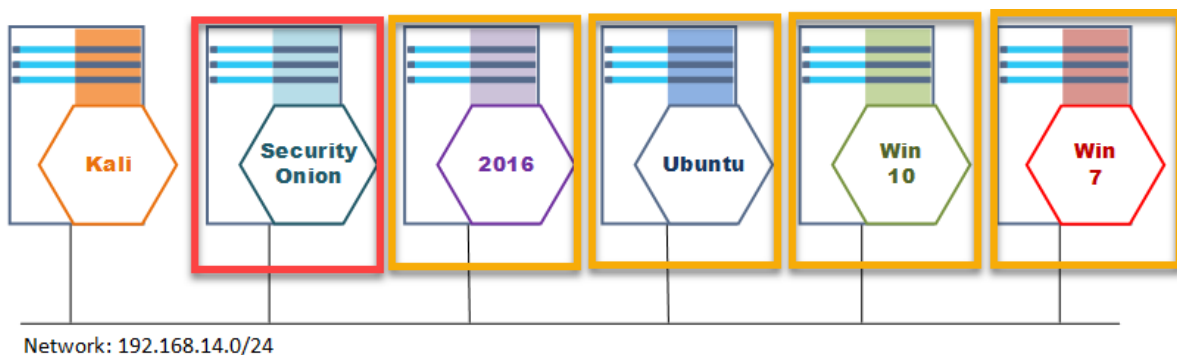 Kali
Security
Onion
2016
Ubuntu
Win
10
Win
7
Network: 192.168.14.0/24